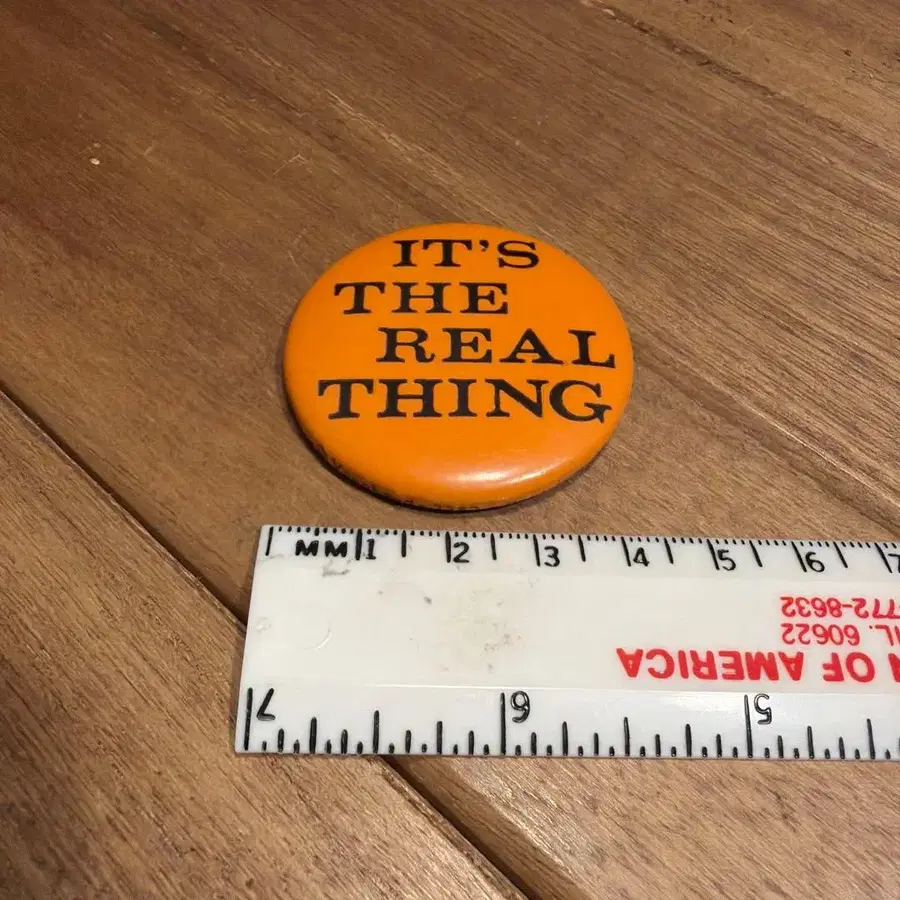 IT'S
THE
REAL
THING
MM 1 2 3 4 5 6 7
772-8632
IL. 60622
OF AMERICA
7 6 5